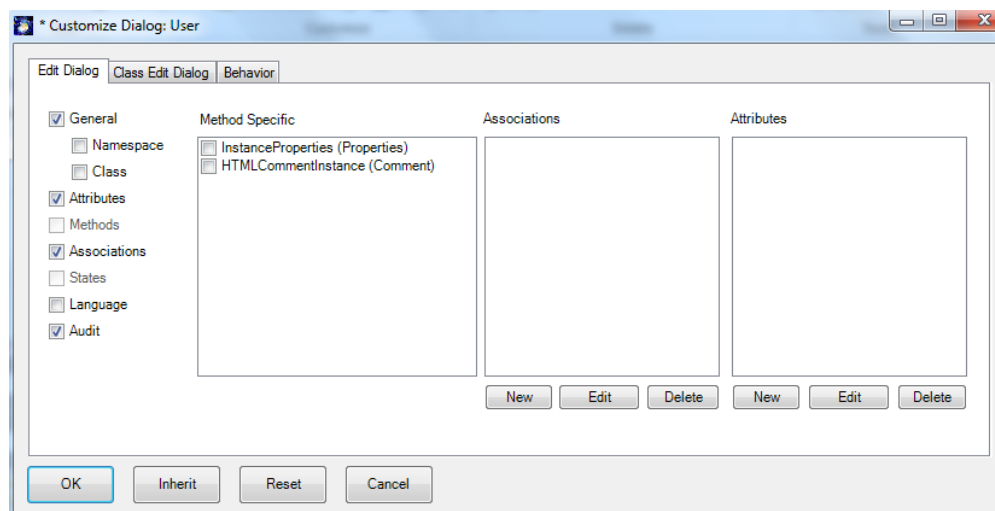 * Customize Dialog: User
Edit Dialog
Class Edit Dialog
Behavior
General
Namespace
Class
Attributes
Methods
Associations
States
Language
Audit
Method Specific
InstanceProperties (Properties)
HTMLCommentInstance (Comment)
Associations
New
Edit
Delete
Attributes
New
Edit
Delete
OK
Inherit
Reset
Cancel